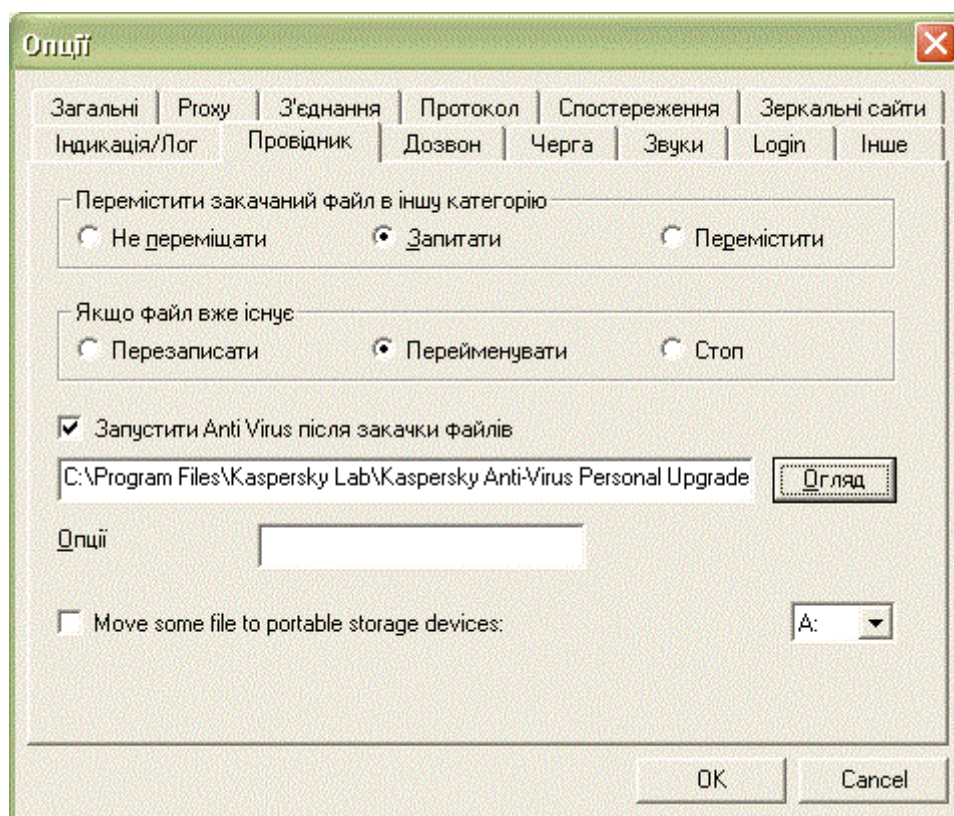 Опції
Загальні Proxy З'єднання Протокол Спостереження Зеркальні сайти
Індикація/Лог Провідник Дозвон Черга Звуки Login Інше
Перемістити закачаний файл в іншу категорію
Не переміщати Запитати Перемістити
Якщо файл вже існує
Перезаписати Перейменувати Стоп
Запустити Anti Virus після закачки файлів
C:\Program Files\Kaspersky Lab\Kaspersky Anti-Virus Personal Upgrade Огляд
Опції
Move some file to portable storage devices: A:
OK Cancel